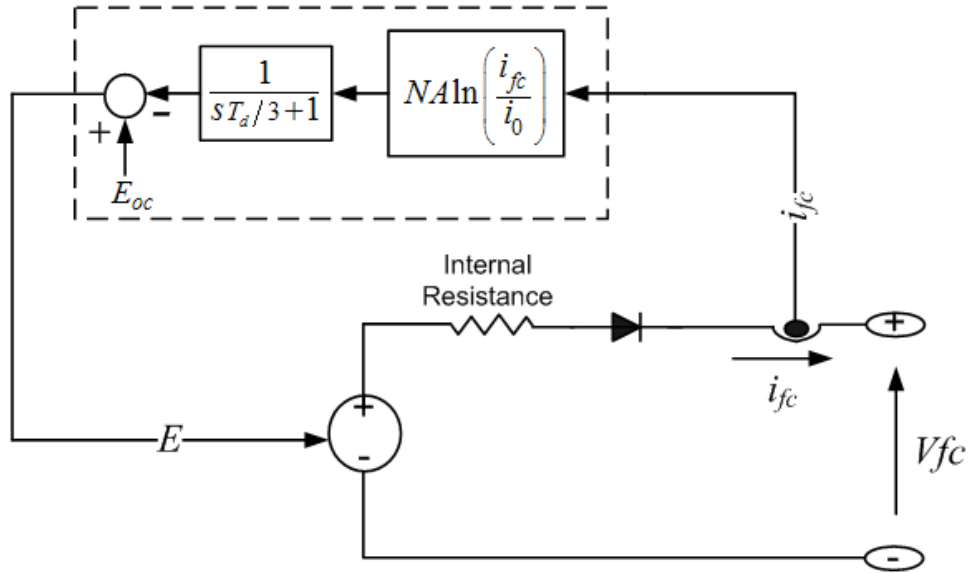 1
sT_d/3+1
NA ln(i_fc/i_0)
+
-
E_oc
i_fc
Internal
Resistance
+
+
i_fc
E
-
Vfc
-